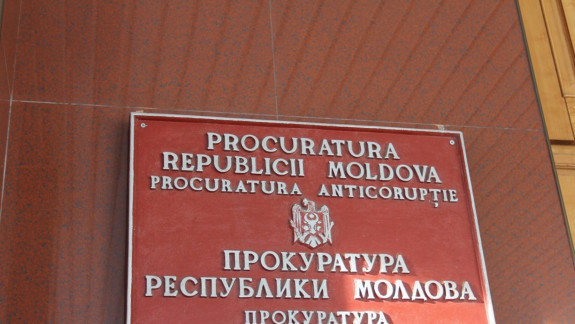 PROCURATURA
REPUBLICII MOLDOVA
PROCURATURA ANTICORUPȚIE
ПРОКУРАТУРА
РЕСПУБЛИКИ МОЛДОВА
ПРОКУРАТУРА